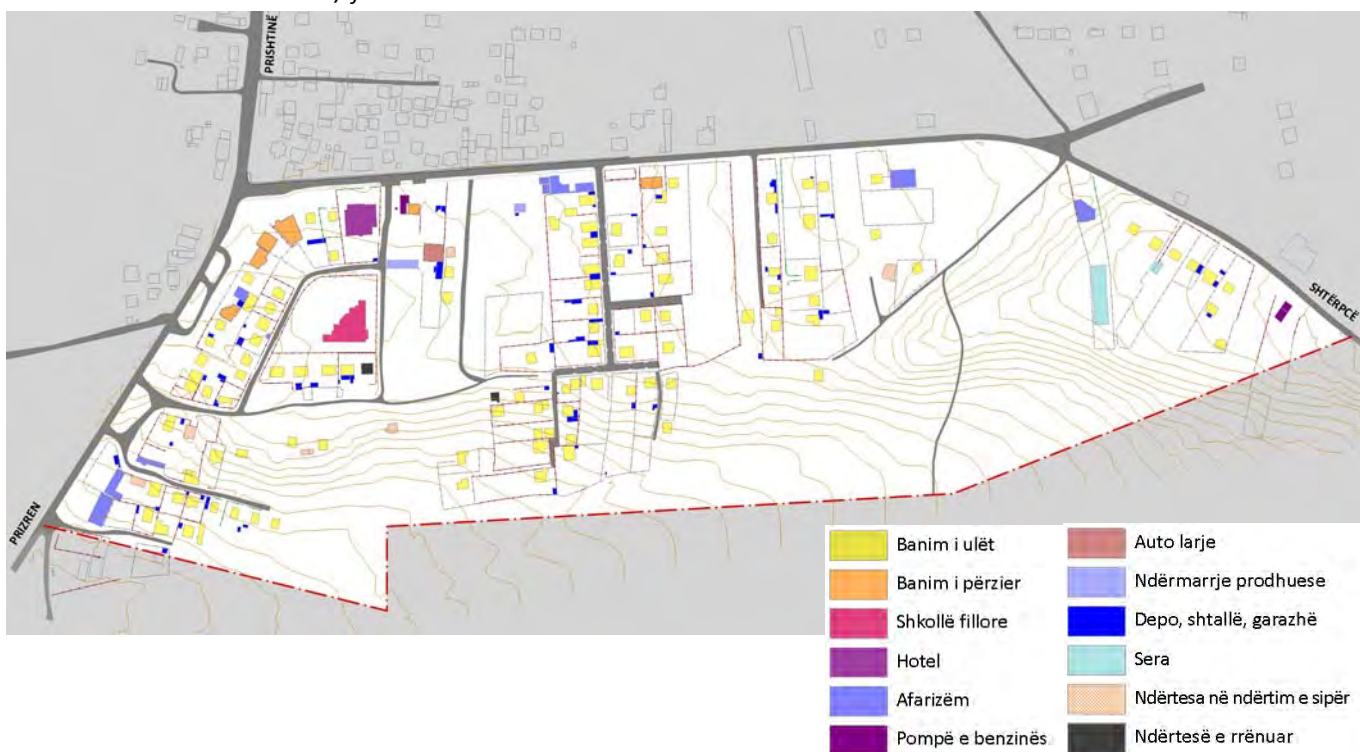 PRISHTINË
SHTËRPCË
PRIZREN
Banim i ulët
Banim i përzier
Shkollë fillore
Hotel
Afarizëm
Pompë e benzinës
Auto larje
Ndërmarrje prodhuese
Depo, shtallë, garazhë
Sera
Ndërtesa në ndërtim e sipër
Ndërtesë e rrënuar